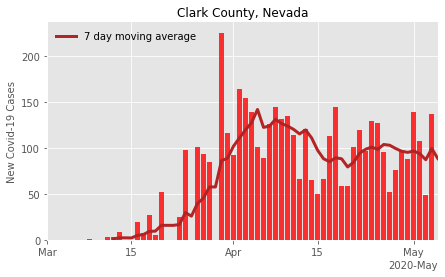 Clark County, Nevada
7 day moving average
New Covid-19 Cases
200
150
100
50
0
Mar 15 Apr 15 May
2020-May